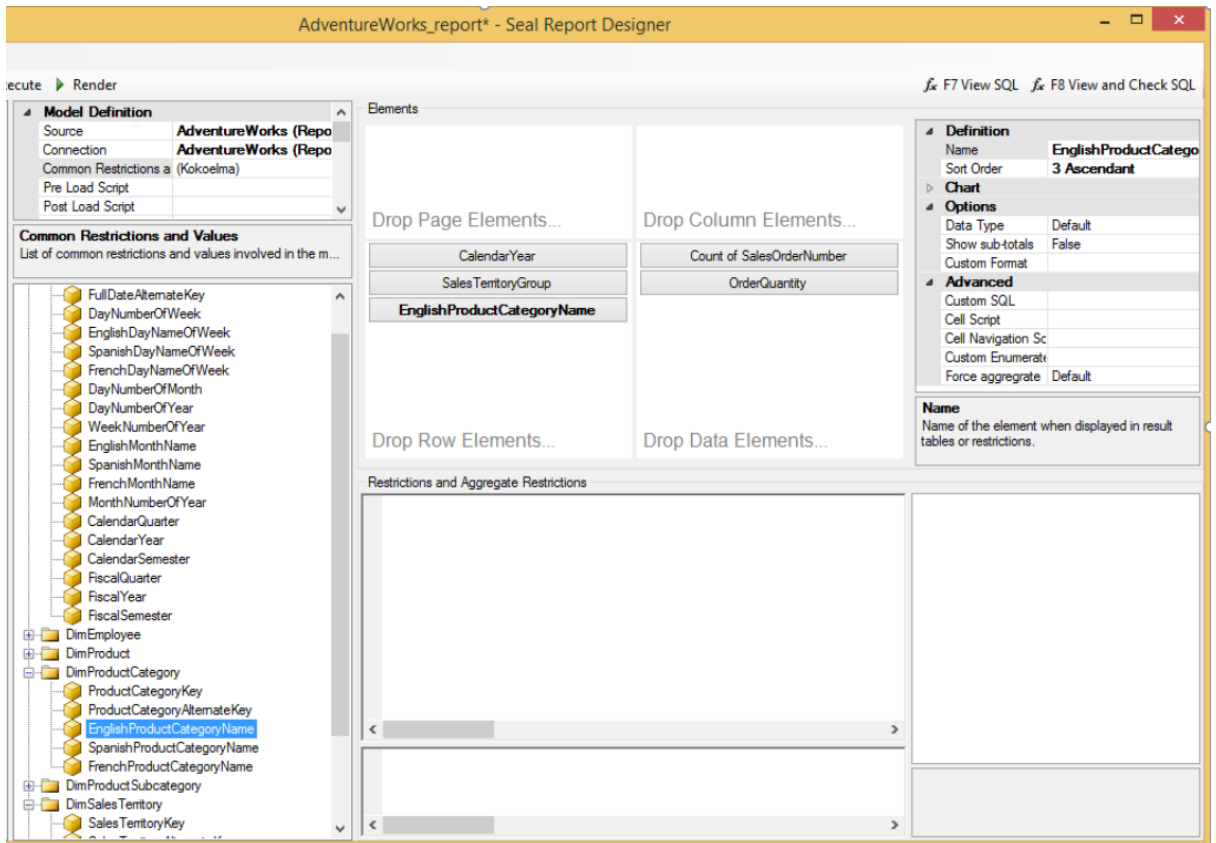 AdventureWorks_report* - Seal Report Designer
ecute Render
fx F7 View SQL fx F8 View and Check SQL
Model Definition
Source AdventureWorks (Repo
Connection AdventureWorks (Repo
Common Restrictions a (Kokoelma)
Pre Load Script
Post Load Script
Common Restrictions and Values
List of common restrictions and values involved in the m...
FullDateAlternateKey
DayNumberOfWeek
EnglishDayNameOfWeek
SpanishDayNameOfWeek
FrenchDayNameOfWeek
DayNumberOfMonth
DayNumberOfYear
WeekNumberOfYear
EnglishMonthName
SpanishMonthName
FrenchMonthName
MonthNumberOfYear
CalendarQuarter
CalendarYear
CalendarSemester
FiscalQuarter
FiscalYear
FiscalSemester
DimEmployee
DimProduct
DimProductCategory
ProductCategoryKey
ProductCategoryAlternateKey
EnglishProductCategoryName
SpanishProductCategoryName
FrenchProductCategoryName
DimProductSubcategory
DimSalesTerritory
SalesTerritoryKey
Elements
Drop Page Elements...
Drop Column Elements...
CalendarYear
SalesTerritoryGroup
EnglishProductCategoryName
Count of SalesOrderNumber
OrderQuantity
Drop Row Elements...
Drop Data Elements...
Restrictions and Aggregate Restrictions
Definition
Name EnglishProductCatego
Sort Order 3 Ascendant
Chart
Options
Data Type Default
Show sub-totals False
Custom Format
Advanced
Custom SQL
Cell Script
Cell Navigation Sc
Custom Enumerate
Force aggregrate Default
Name
Name of the element when displayed in result
tables or restrictions.